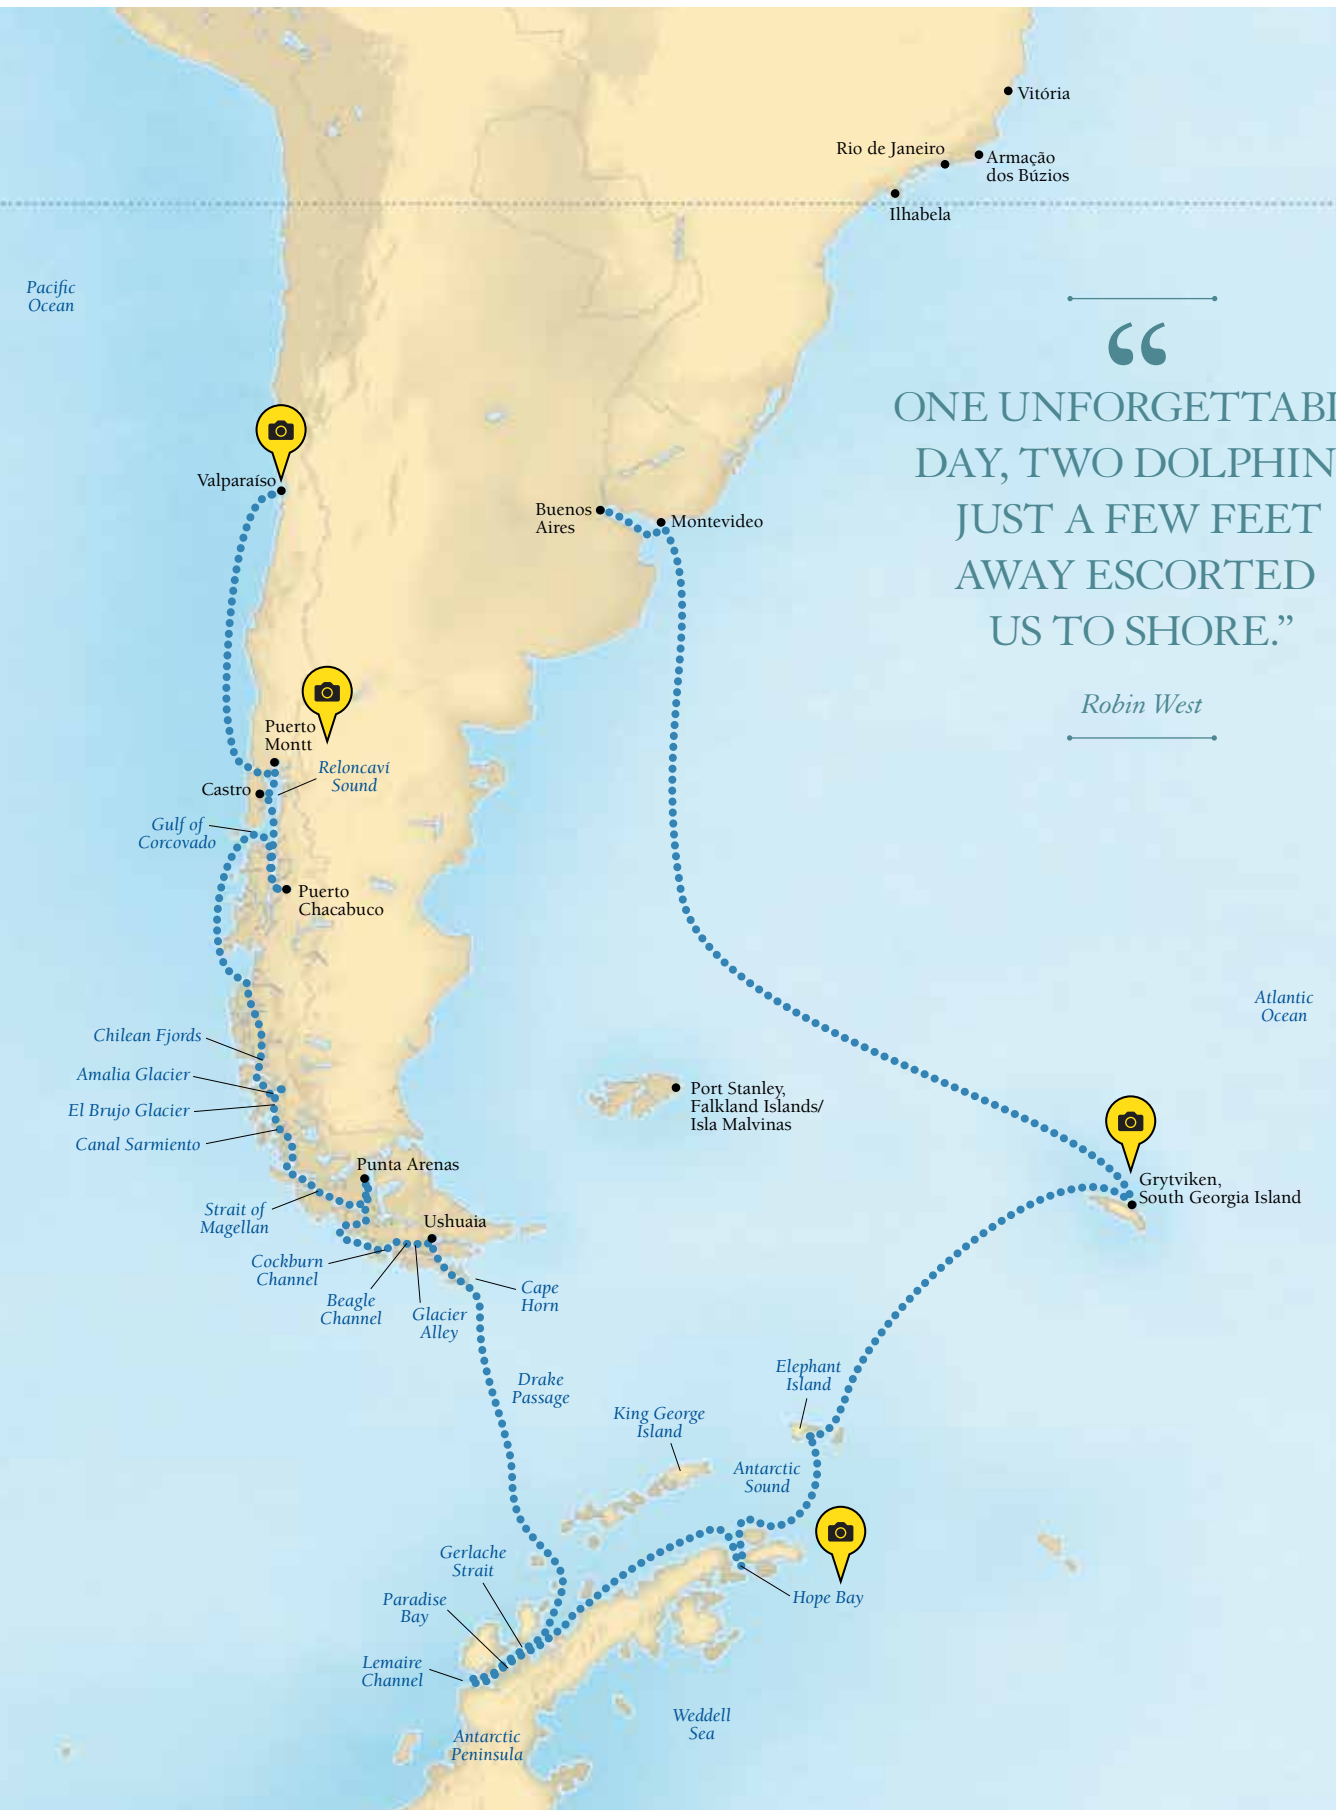 Vitória
Rio de Janeiro
Armação
dos Búzios
Ilhabela
Pacific
Ocean
“
ONE UNFORGETTABL
DAY, TWO DOLPHIN
JUST A FEW FEET
AWAY ESCORTED
US TO SHORE.”
Robin West
Valparaíso
Buenos
Aires
Montevideo
Puerto
Montt
Reloncaví
Sound
Castro
Gulf of
Corcovado
Puerto
Chacabuco
Atlantic
Ocean
Chilean Fjords
Amalia Glacier
El Brujo Glacier
Canal Sarmiento
Port Stanley,
Falkland Islands/
Isla Malvinas
Punta Arenas
Grytviken,
South Georgia Island
Strait of
Magellan
Ushuaia
Cockburn
Channel
Beagle
Channel
Glacier
Alley
Cape
Horn
Drake
Passage
Elephant
Island
King George
Island
Antarctic
Sound
Gerlache
Strait
Paradise
Bay
Hope Bay
Lemaire
Channel
Weddell
Sea
Antarctic
Peninsula